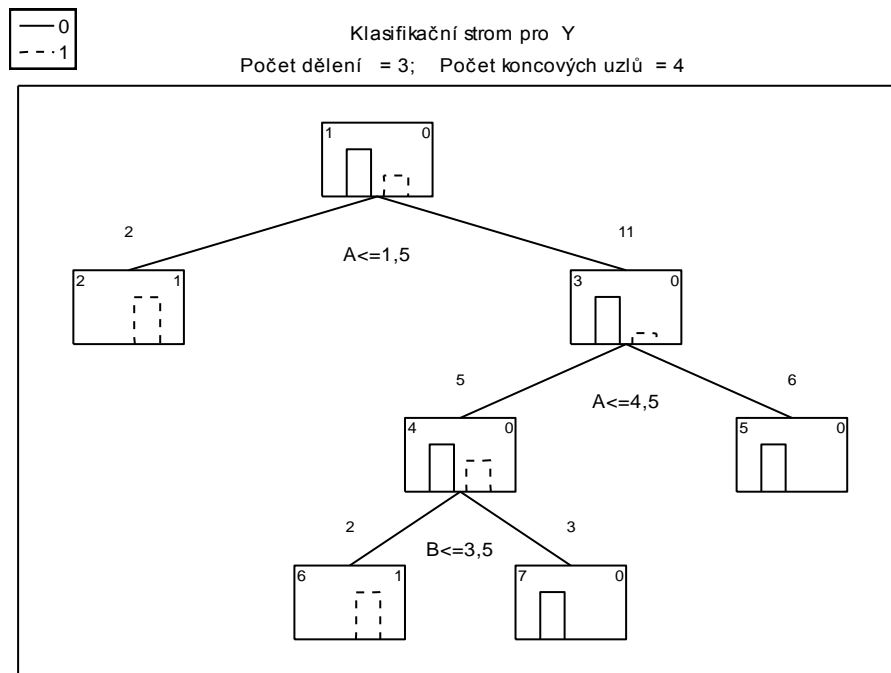 0
1
Klasifikační strom pro Y
Počet dělení = 3; Počet koncových uzlů = 4
1 0
2 11
A<=1,5
2 1
3 0
5 6
A<=4,5
4 0
5 0
2 3
B<=3,5
6 1
7 0